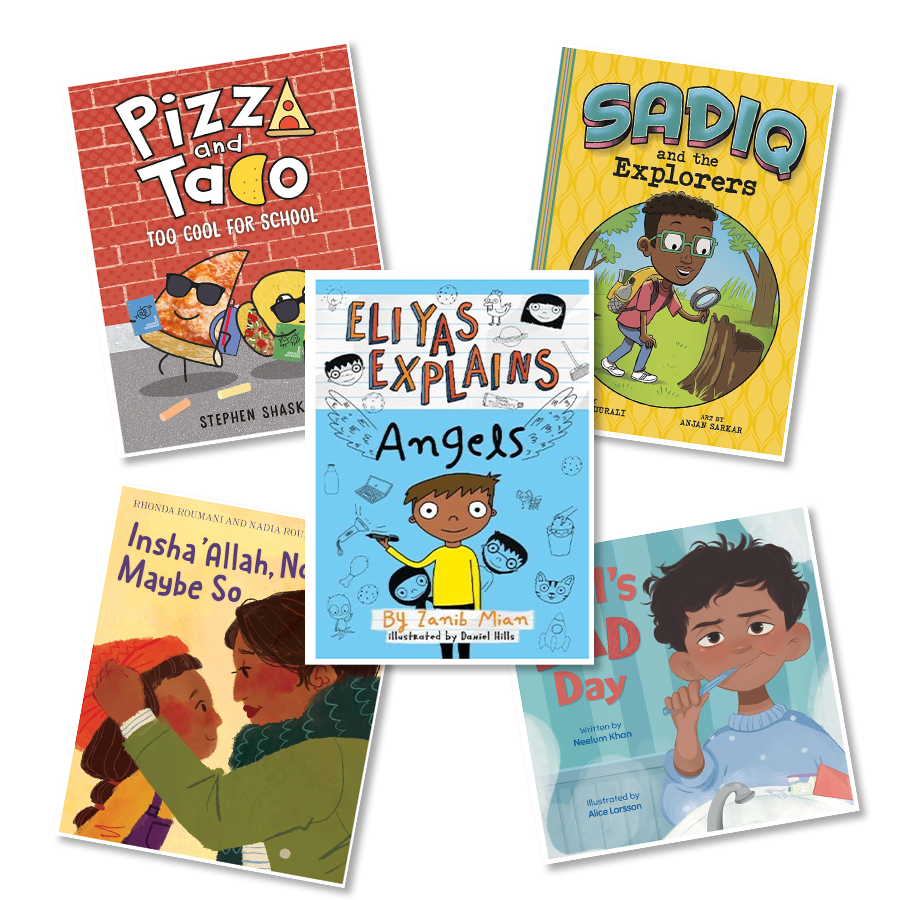 Pizza
and
Taco
TOO COOL FOR SCHOOL
STEPHEN
SADIQ
and the
Explorers
ART BY
ANJAN SARKAR
ELIYAS
EXPLAINS
Angels
By Zanib Mian
illustrated by Daniel Hills
RHONDA ROUMANI AND NADIA
Insha'Allah, No
Maybe So
Day
Written by
Neelum Khan
illustrated by
Alice Larsson